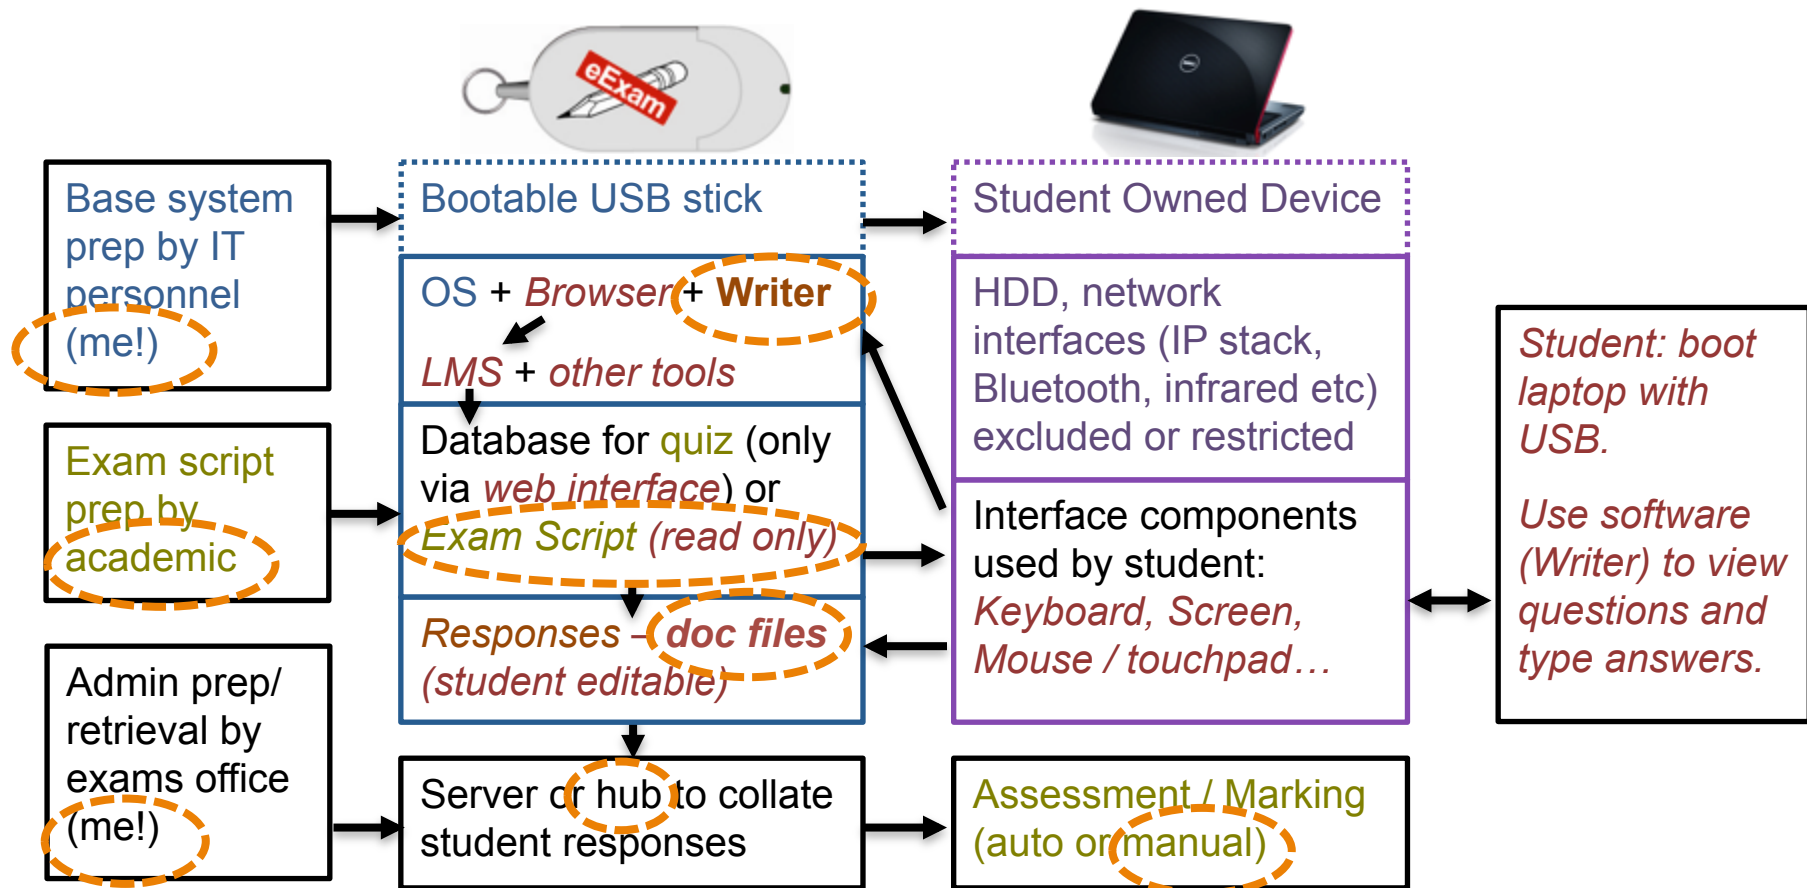 eExam
Base system
prep by IT
personnel
(me!)
Bootable USB stick
OS + Browser + Writer
LMS + other tools
Database for quiz (only
via web interface) or
Exam Script (read only)
Responses – doc files
(student editable)
Student Owned Device
HDD, network
interfaces (IP stack,
Bluetooth, infrared etc)
excluded or restricted
Interface components
used by student:
Keyboard, Screen,
Mouse / touchpad…
Student: boot
laptop with
USB.
Use software
(Writer) to view
questions and
type answers.
Exam script
prep by
academic
Admin prep/
retrieval by
exams office
(me!)
Server or hub to collate
student responses
Assessment / Marking
(auto or manual)